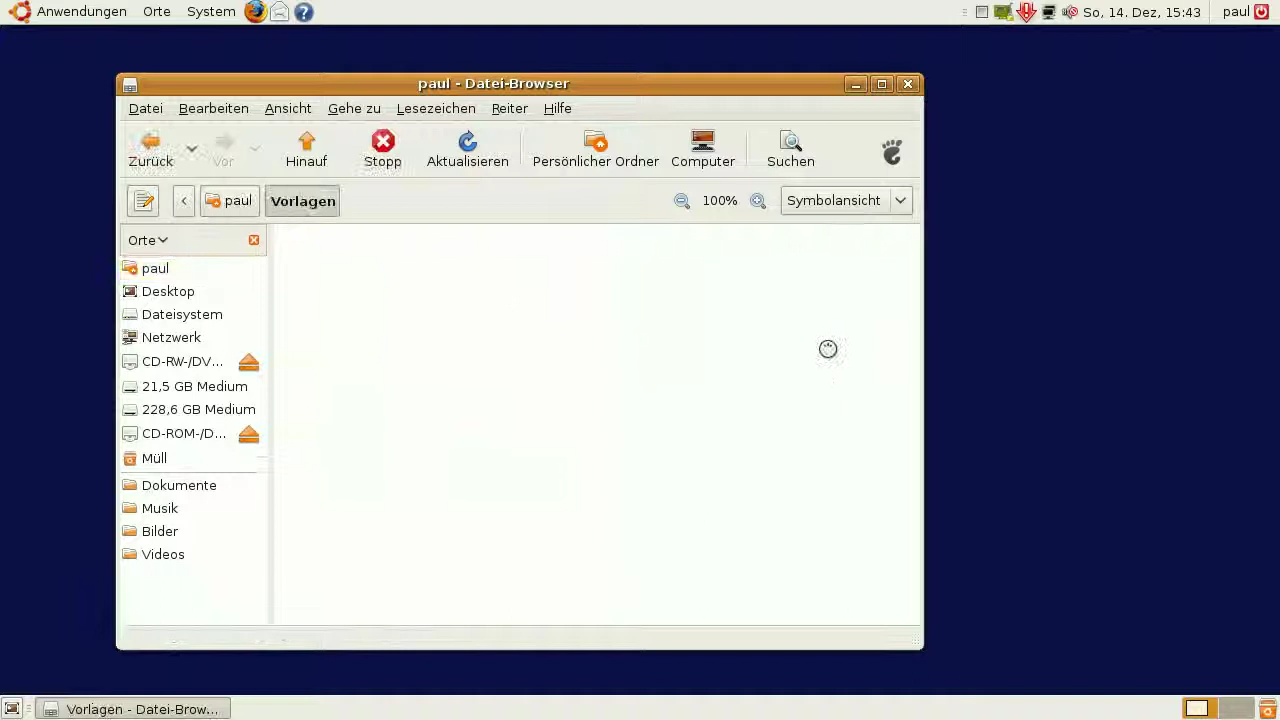 Anwendungen Orte System So, 14. Dez, 15:43 paul
paul - Datei-Browser
Datei Bearbeiten Ansicht Gehe zu Lesezeichen Reiter Hilfe
Zurück Vor Hinauf Stopp Aktualisieren Persönlicher Ordner Computer Suchen
paul Vorlagen 100% Symbolansicht
Orte
paul
Desktop
Dateisystem
Netzwerk
CD-RW-/DV...
21,5 GB Medium
228,6 GB Medium
CD-ROM-/D...
Müll
Dokumente
Musik
Bilder
Videos
Vorlagen - Datei-Brow...